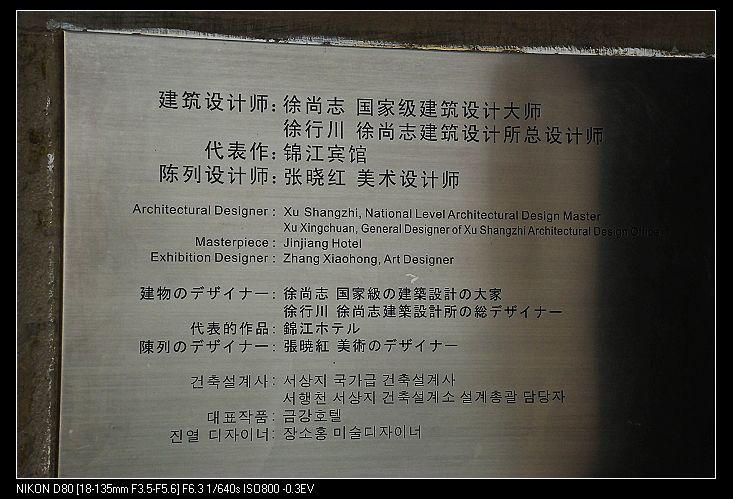 建筑设计师：徐尚志 国家级建筑设计大师
徐行川 徐尚志建筑设计所总设计师
代表作：锦江宾馆
陈列设计师：张晓红 美术设计师
Architectural Designer : Xu Shangzhi, National Level Architectural Design Master
Xu Xingchuan, General Designer of Xu Shangzhi Architectural Design Office
Masterpiece : Jinjiang Hotel
Exhibition Designer : Zhang Xiaohong, Art Designer
建物のデザイナー：徐尚志 国家級の建築設計の大家
徐行川 徐尚志建築設計所の総デザイナー
代表的作品：錦江ホテル
陳列のデザイナー：張暁紅 美術のデザイナー
건축설계사： 서상지 국가급 건축설계사
서행천 서상지 건축설계소 설계총괄 담당자
대표작품： 금강호텔
진열 디자이너： 장소홍 미술디자이너
NIKON D80 [18-135mm F3.5-F5.6] F6.3 1/640s ISO800 -0.3EV